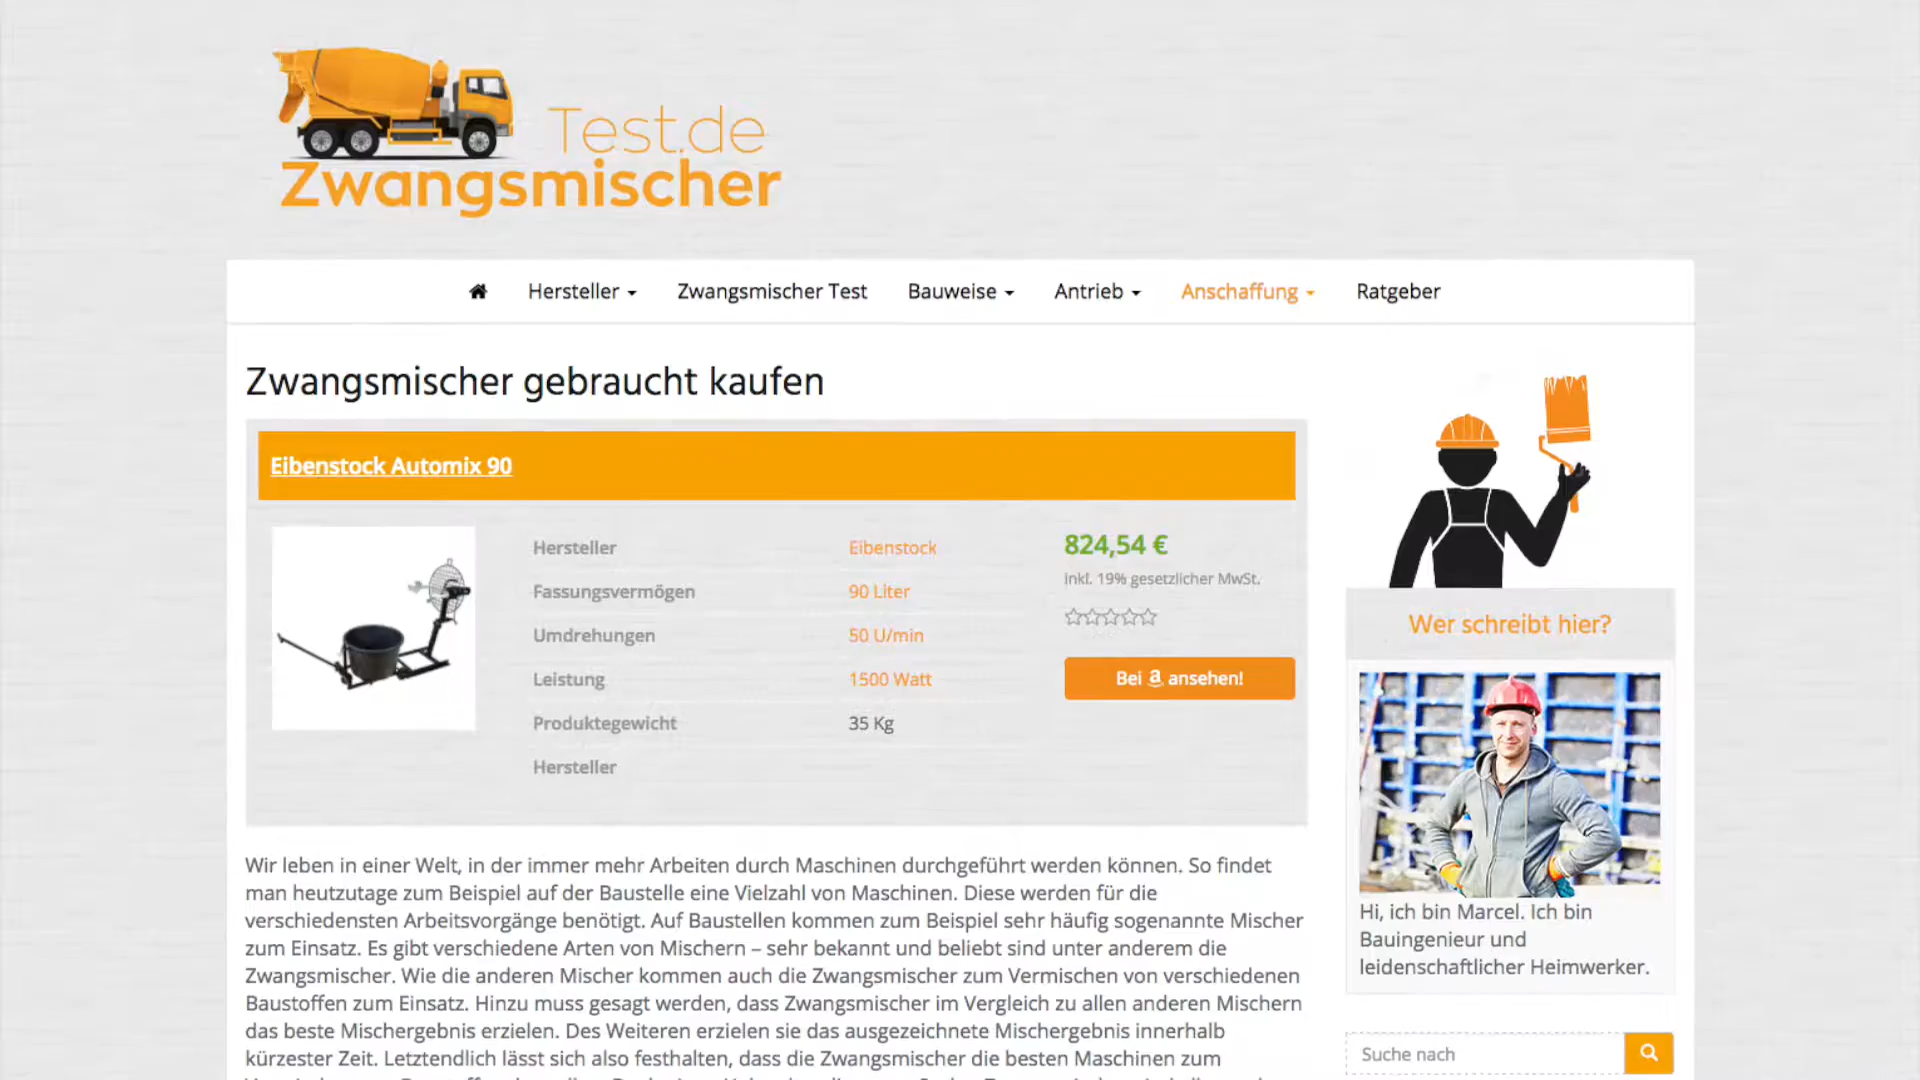 Test.de
Zwangsmischer
Hersteller
Zwangsmischer Test
Bauweise
Antrieb
Anschaffung
Ratgeber
Zwangsmischer gebraucht kaufen
Eibenstock Automix 90
Hersteller Eibenstock
Fassungsvermögen 90 Liter
Umdrehungen 50 U/min
Leistung 1500 Watt
Produktegewicht 35 Kg
Hersteller
824,54 €
inkl. 19% gesetzlicher MwSt.
Bei a ansehen!
Wir leben in einer Welt, in der immer mehr Arbeiten durch Maschinen durchgeführt werden können. So findet
man heutzutage zum Beispiel auf der Baustelle eine Vielzahl von Maschinen. Diese werden für die
verschiedensten Arbeitsvorgänge benötigt. Auf Baustellen kommen zum Beispiel sehr häufig sogenannte Mischer
zum Einsatz. Es gibt verschiedene Arten von Mischern – sehr bekannt und beliebt sind unter anderem die
Zwangsmischer. Wie die anderen Mischer kommen auch die Zwangsmischer zum Vermischen von verschiedenen
Baustoffen zum Einsatz. Hinzu muss gesagt werden, dass Zwangsmischer im Vergleich zu allen anderen Mischern
das beste Mischergebnis erzielen. Des Weiteren erzielen sie das ausgezeichnete Mischergebnis innerhalb
kürzester Zeit. Letztendlich lässt sich also festhalten, dass die Zwangsmischer die besten Maschinen zum
Wer schreibt hier?
Hi, ich bin Marcel. Ich bin
Bauingenieur und
leidenschaftlicher Heimwerker.
Suche nach